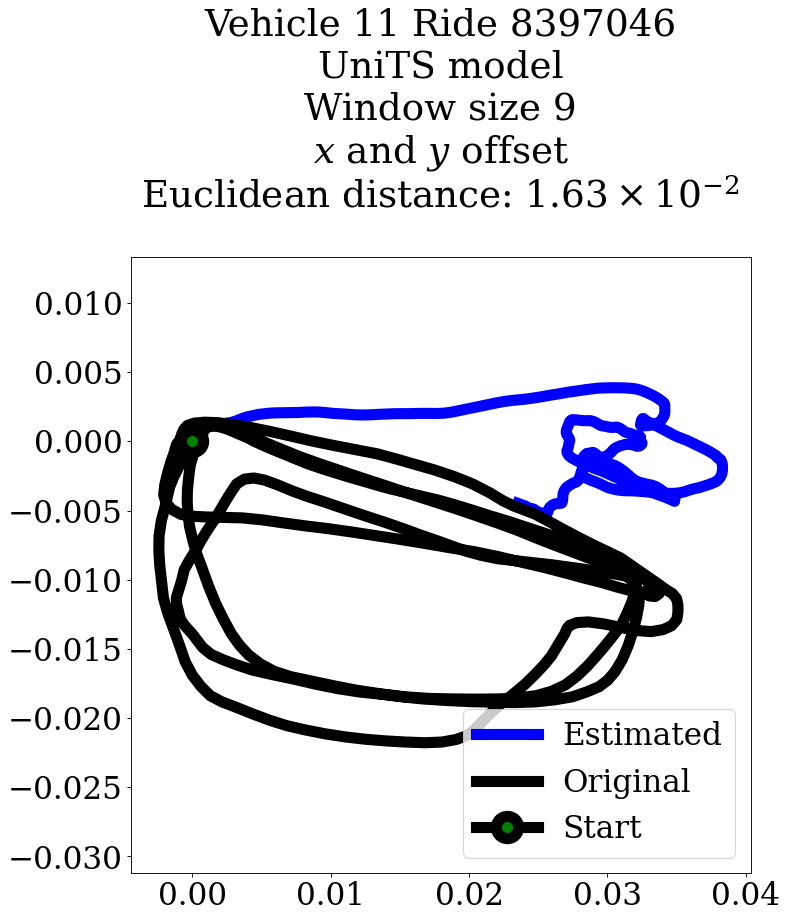 Vehicle 11 Ride 8397046
UniTS model
Window size 9
x and y offset
Euclidean distance: 1.63 × 10⁻²
0.010
0.005
0.000
−0.005
−0.010
−0.015
−0.020
−0.025
−0.030
Estimated
Original
Start
0.00 0.01 0.02 0.03 0.04